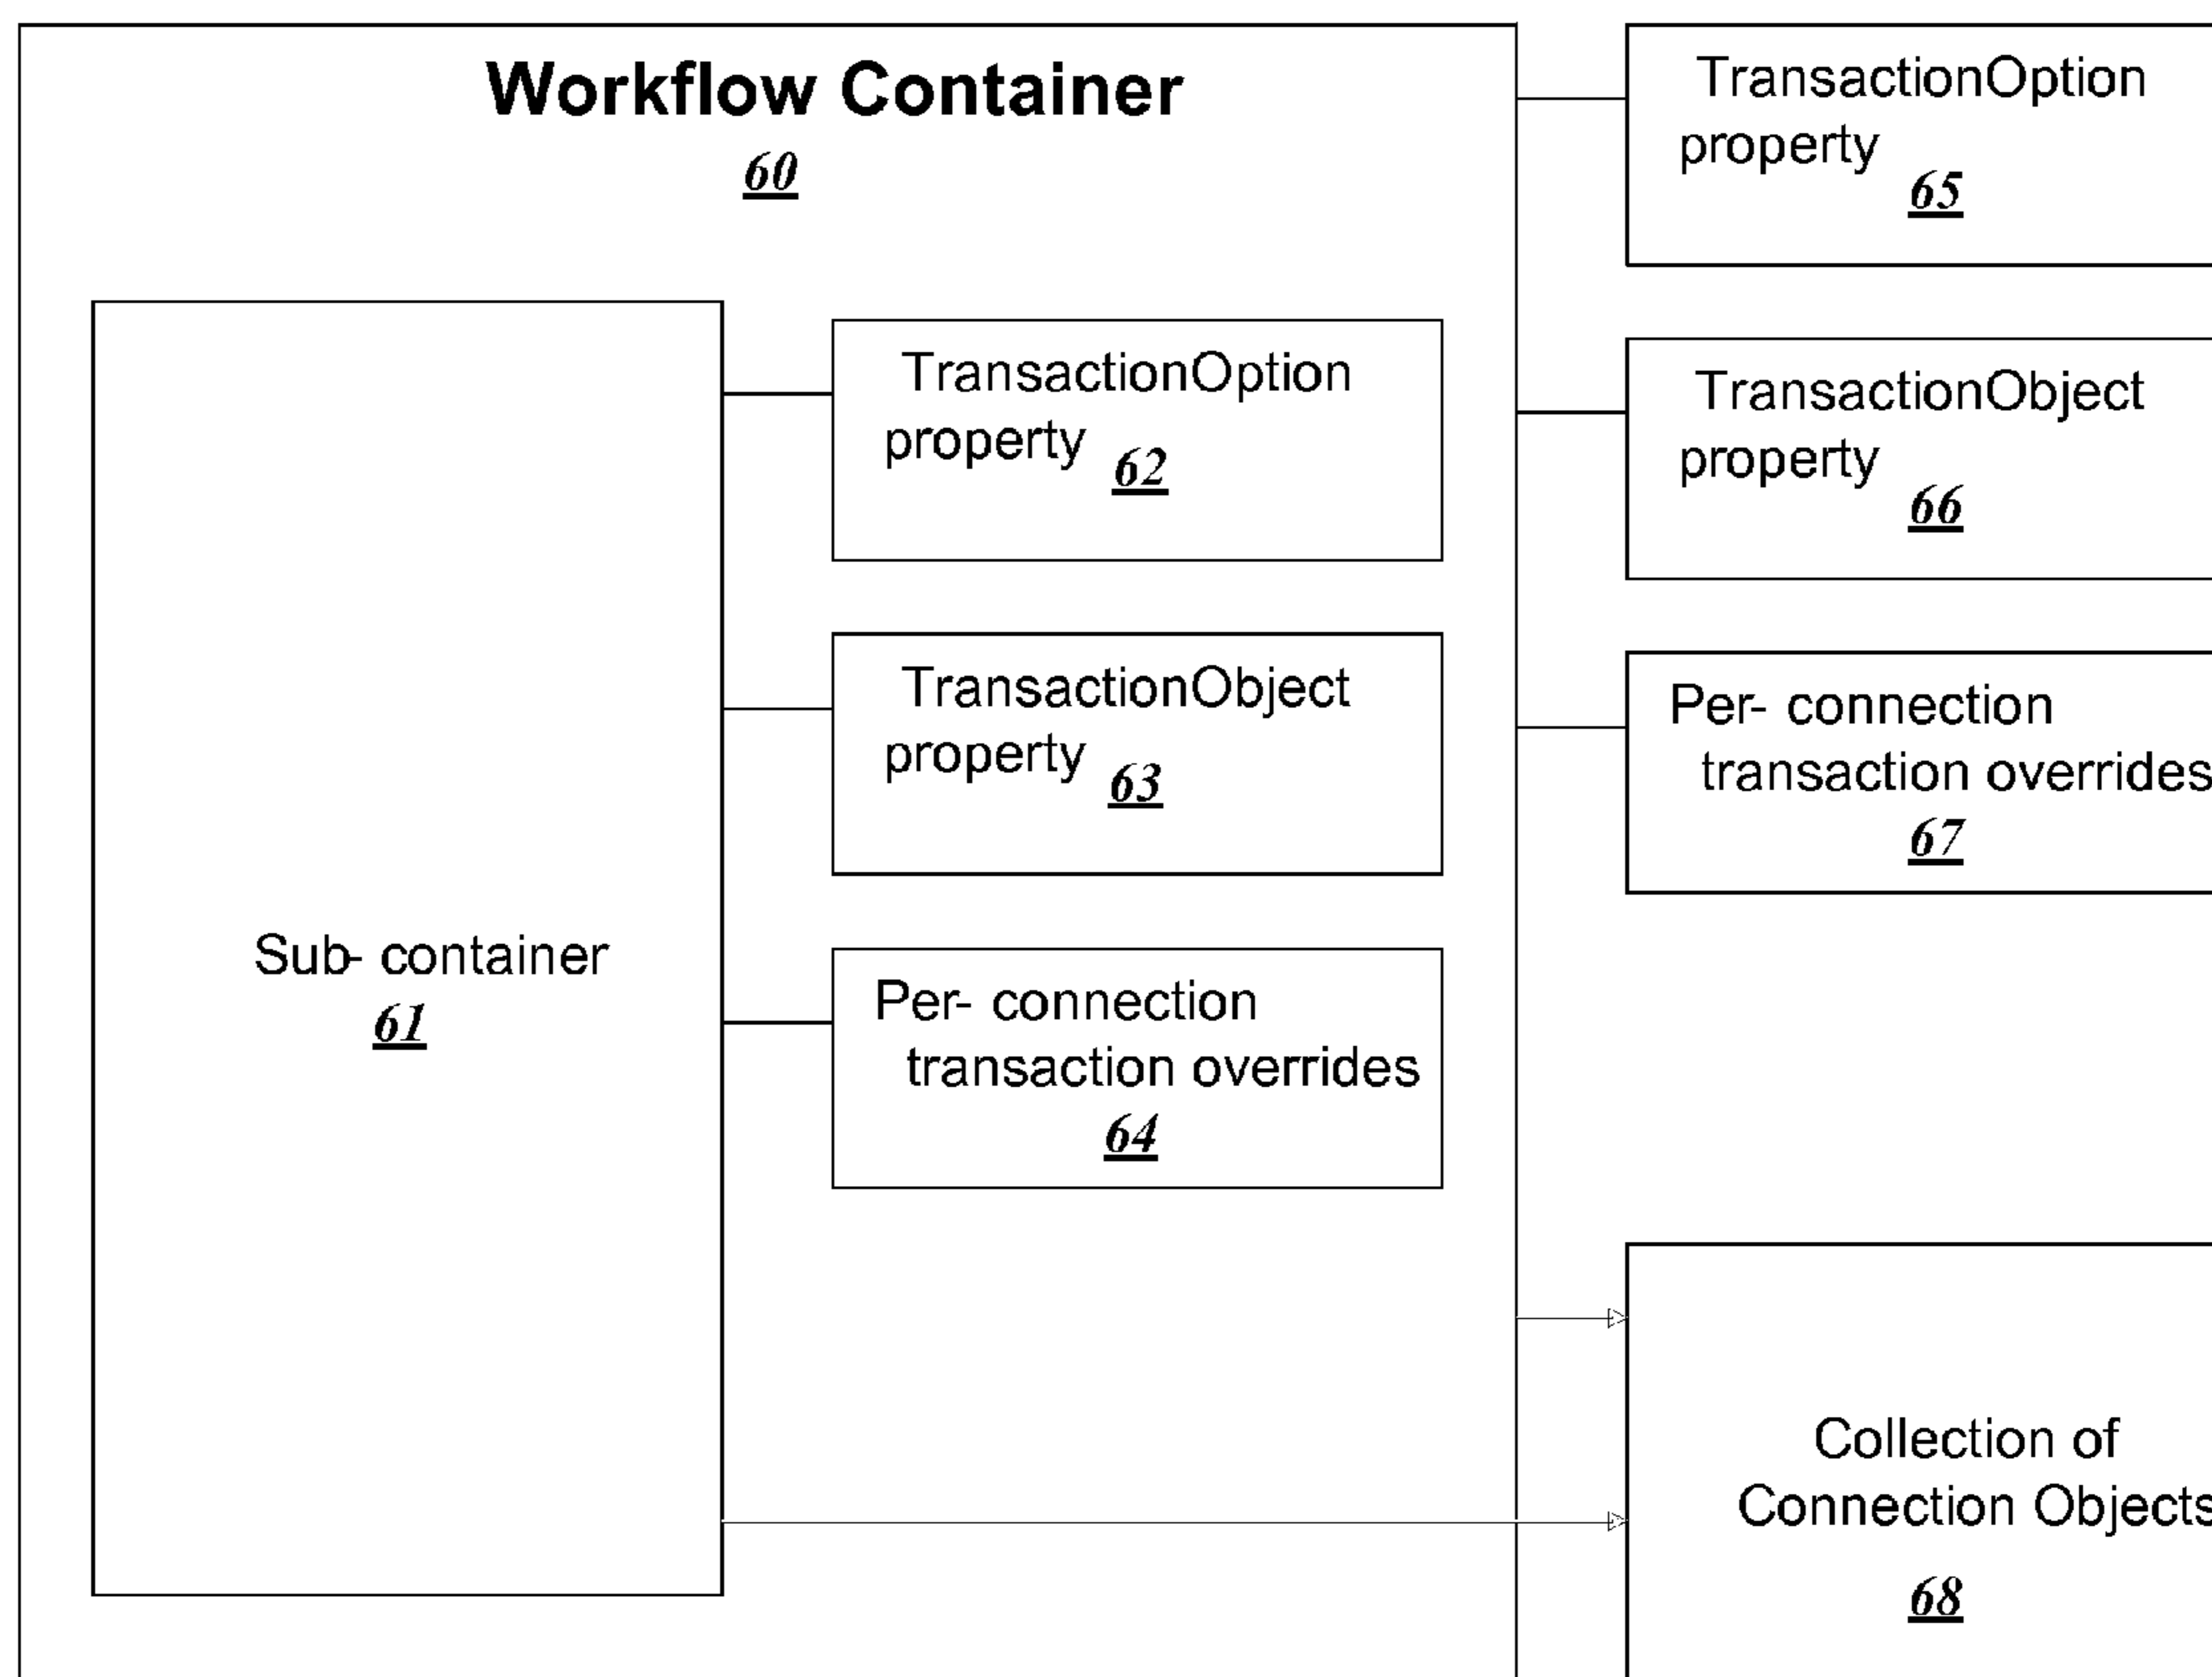 Workflow Container
60
TransactionOption
property 65
TransactionOption
property 62
TransactionObject
property 66
TransactionObject
property 63
Per- connection
transaction overrides
67
Sub- container
61
Per- connection
transaction overrides
64
Collection of
Connection Objects
68